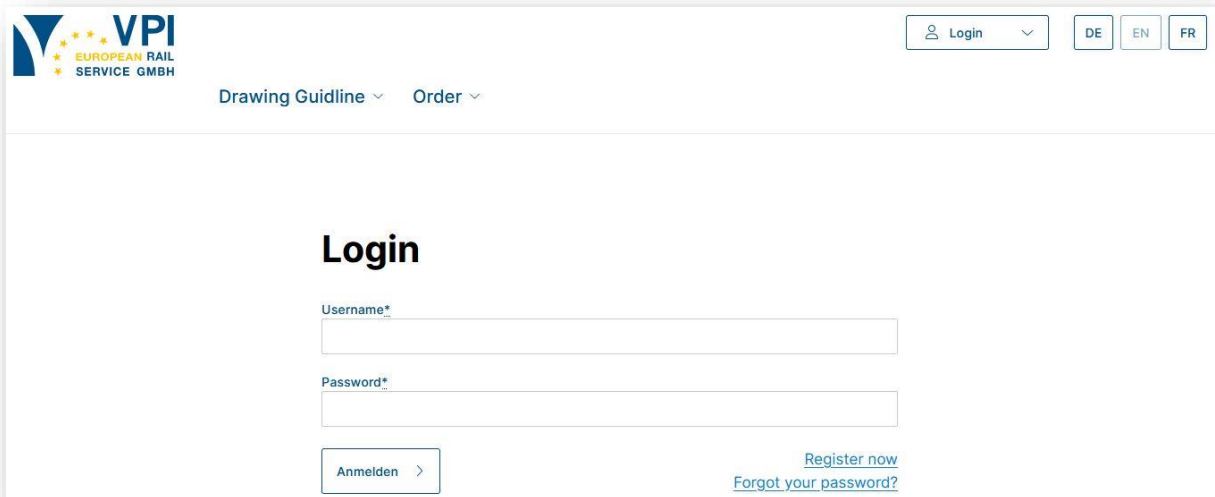 VPI
EUROPEAN RAIL
SERVICE GMBH
Login
DE
EN
FR
Drawing Guidline
Order
Login
Username*
Password*
Anmelden
Register now
Forgot your password?